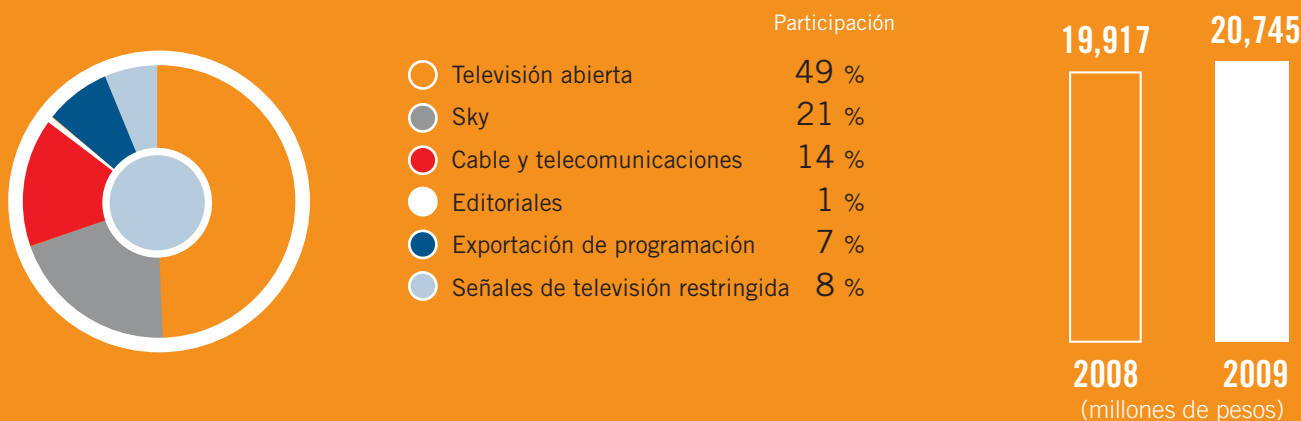 Participación
Televisión abierta 49 %
Sky 21 %
Cable y telecomunicaciones 14 %
Editoriales 1 %
Exportación de programación 7 %
Señales de televisión restringida 8 %
19,917 20,745
2008 2009
(millones de pesos)